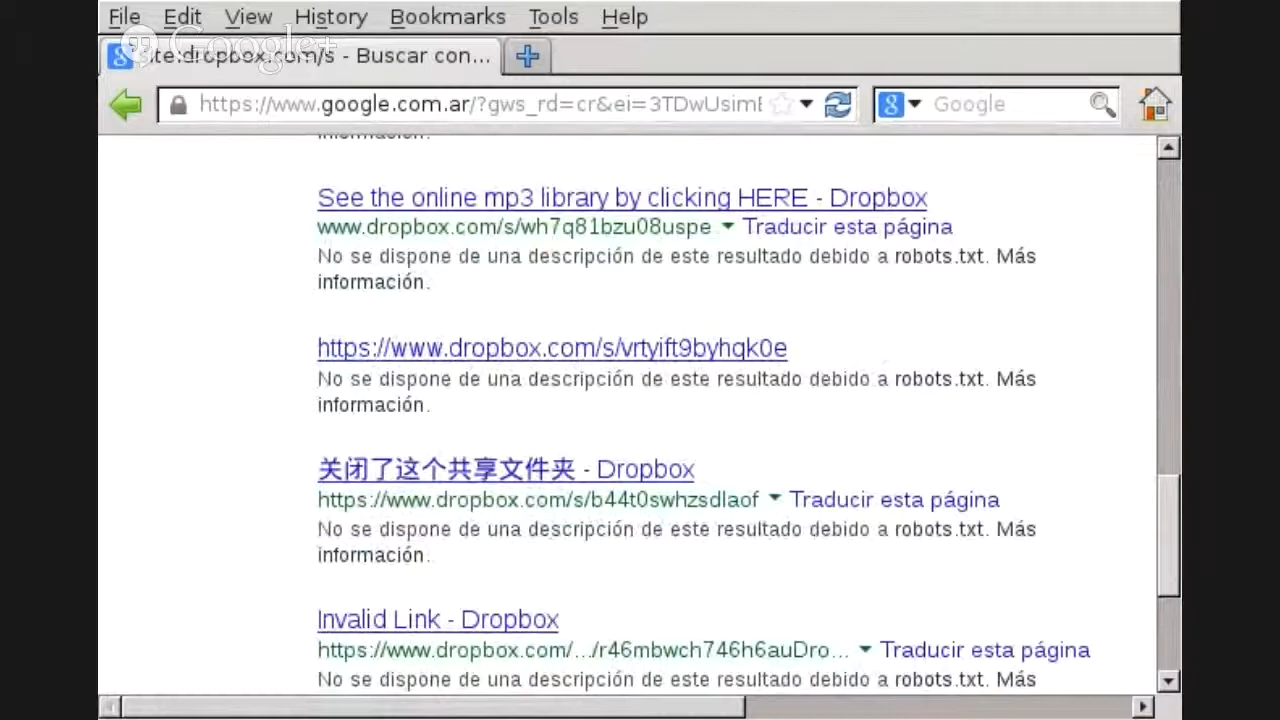 File Edit View History Bookmarks Tools Help
Google+
site:dropbox.com/s - Buscar con...
https://www.google.com.ar/?gws_rd=cr&ei=3TDwUsim
Google
información.
See the online mp3 library by clicking HERE - Dropbox
www.dropbox.com/s/wh7q81bzu08uspe Traducir esta página
No se dispone de una descripción de este resultado debido a robots.txt. Más
información.
https://www.dropbox.com/s/vrtyift9byhqk0e
No se dispone de una descripción de este resultado debido a robots.txt. Más
información.
关闭了这个共享文件夹 - Dropbox
https://www.dropbox.com/s/b44t0swhzsdlaof Traducir esta página
No se dispone de una descripción de este resultado debido a robots.txt. Más
información.
Invalid Link - Dropbox
https://www.dropbox.com/.../r46mbwch746h6auDro... Traducir esta página
No se dispone de una descripción de este resultado debido a robots.txt. Más